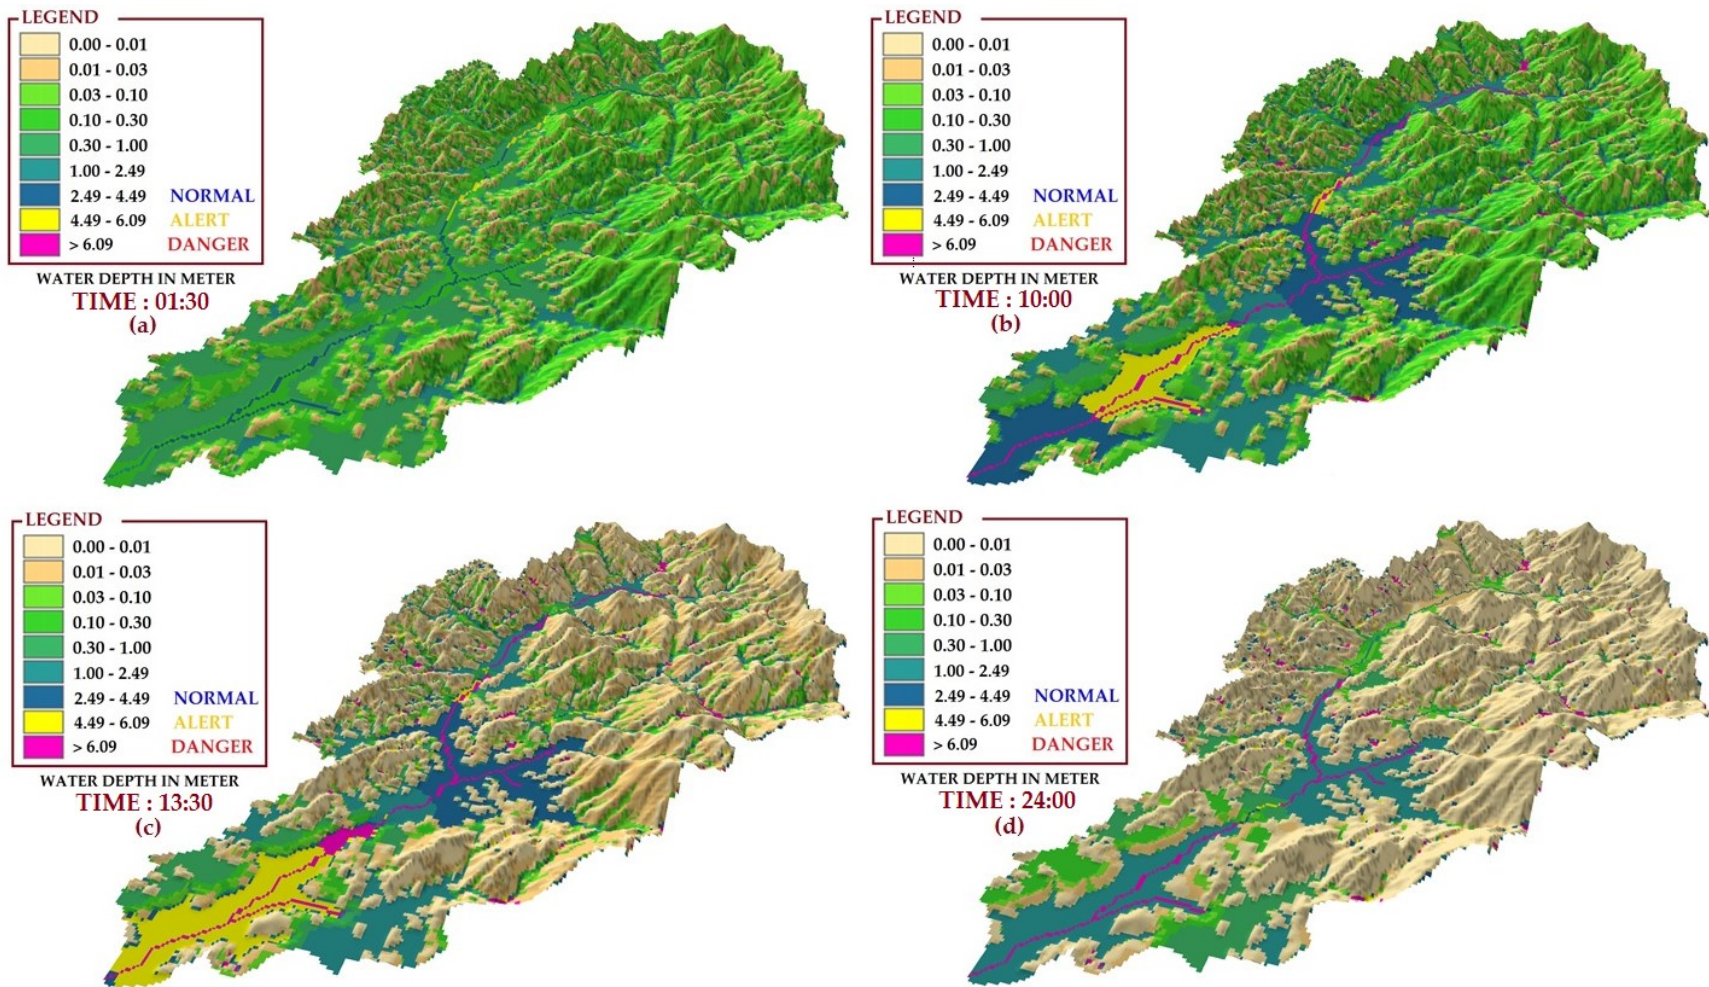 LEGEND
0.00 - 0.01
0.01 - 0.03
0.03 - 0.10
0.10 - 0.30
0.30 - 1.00
1.00 - 2.49
2.49 - 4.49 NORMAL
4.49 - 6.09 ALERT
> 6.09 DANGER
WATER DEPTH IN METER
TIME : 01:30
(a)
LEGEND
0.00 - 0.01
0.01 - 0.03
0.03 - 0.10
0.10 - 0.30
0.30 - 1.00
1.00 - 2.49
2.49 - 4.49 NORMAL
4.49 - 6.09 ALERT
> 6.09 DANGER
WATER DEPTH IN METER
TIME : 10:00
(b)
LEGEND
0.00 - 0.01
0.01 - 0.03
0.03 - 0.10
0.10 - 0.30
0.30 - 1.00
1.00 - 2.49
2.49 - 4.49 NORMAL
4.49 - 6.09 ALERT
> 6.09 DANGER
WATER DEPTH IN METER
TIME : 13:30
(c)
LEGEND
0.00 - 0.01
0.01 - 0.03
0.03 - 0.10
0.10 - 0.30
0.30 - 1.00
1.00 - 2.49
2.49 - 4.49 NORMAL
4.49 - 6.09 ALERT
> 6.09 DANGER
WATER DEPTH IN METER
TIME : 24:00
(d)